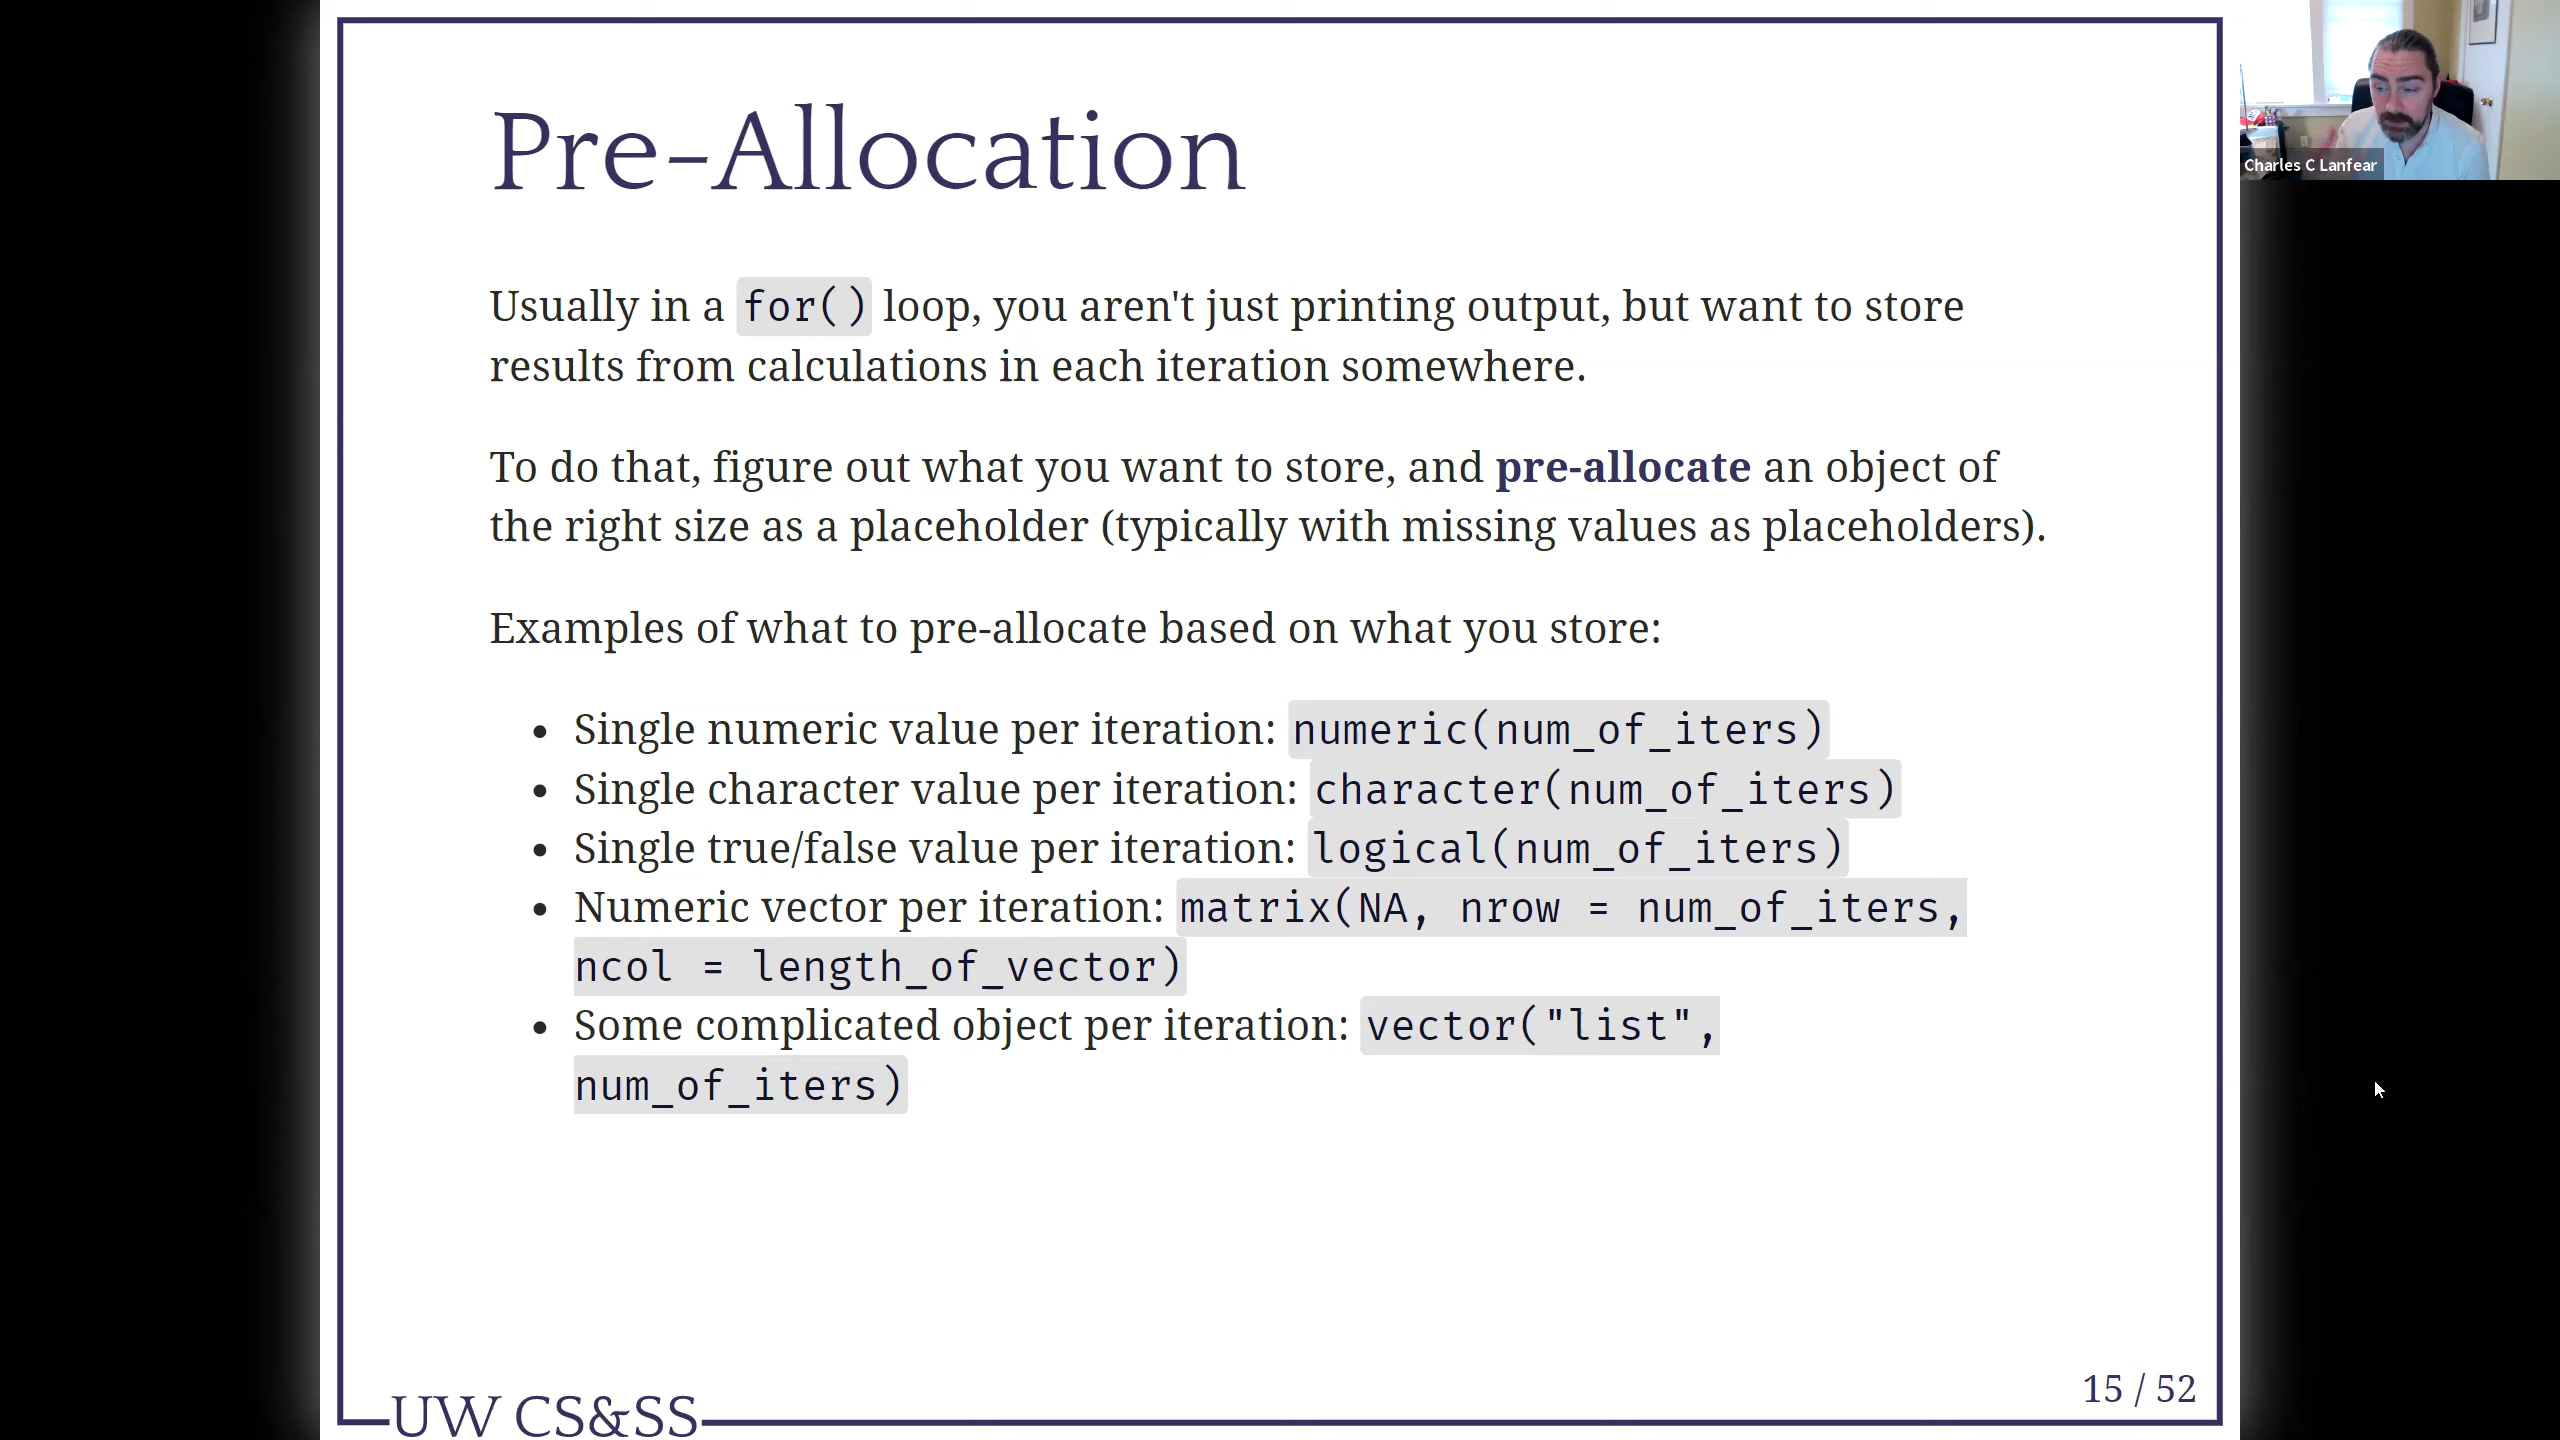 Pre-Allocation
Charles C Lanfear
Usually in a for() loop, you aren't just printing output, but want to store
results from calculations in each iteration somewhere.
To do that, figure out what you want to store, and pre-allocate an object of
the right size as a placeholder (typically with missing values as placeholders).
Examples of what to pre-allocate based on what you store:
• Single numeric value per iteration: numeric(num_of_iters)
• Single character value per iteration: character(num_of_iters)
• Single true/false value per iteration: logical(num_of_iters)
• Numeric vector per iteration: matrix(NA, nrow = num_of_iters,
ncol = length_of_vector)
• Some complicated object per iteration: vector("list",
num_of_iters)
15 / 52
UW CS&SS